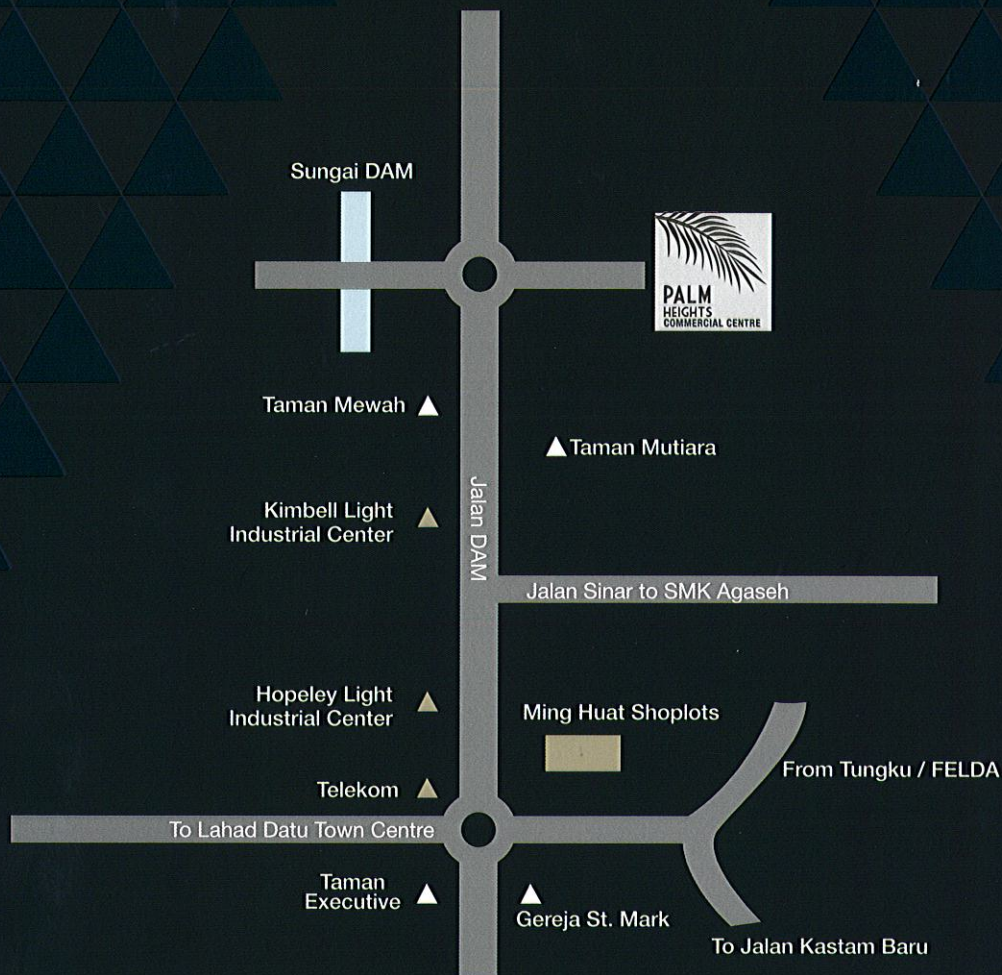 Sungai DAM
PALM
HEIGHTS
COMMERCIAL CENTRE
Taman Mewah
Taman Mutiara
Kimbell Light
Industrial Center
Jalan DAM
Jalan Sinar to SMK Agaseh
Hopeley Light
Industrial Center
Ming Huat Shoplots
From Tungku / FELDA
Telekom
To Lahad Datu Town Centre
Taman
Executive
Gereja St. Mark
To Jalan Kastam Baru